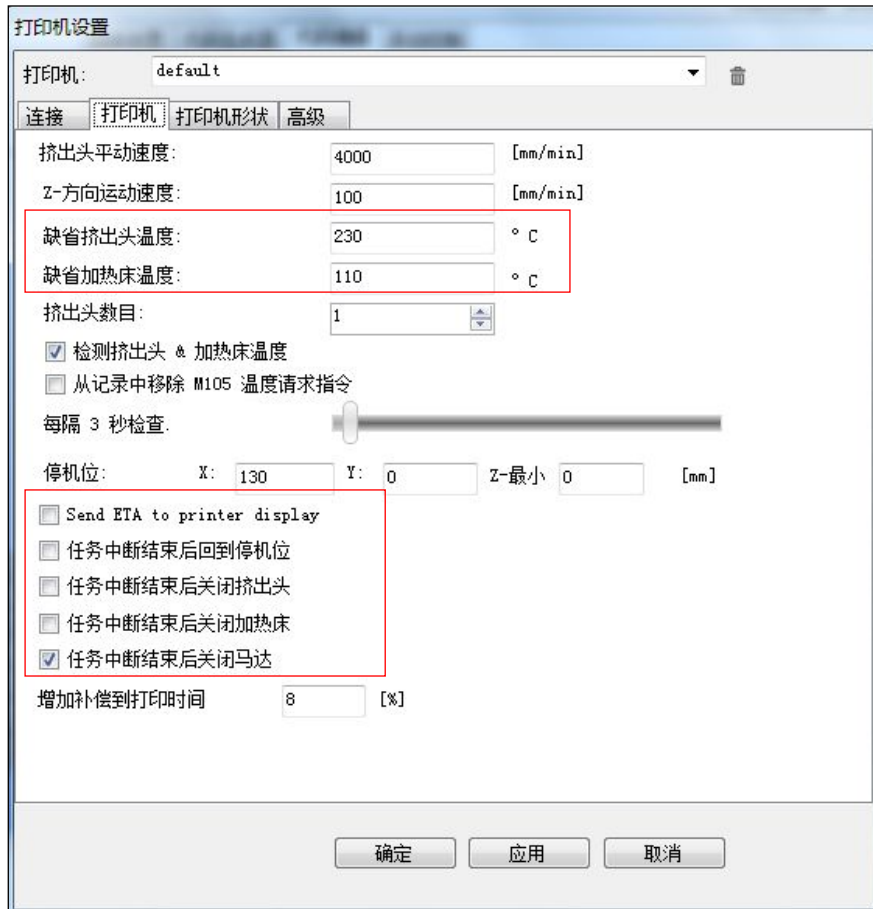 打印机设置
打印机: default
连接 打印机 打印机形状 高级
挤出头平动速度: 4000 [mm/min]
Z-方向运动速度: 100 [mm/min]
缺省挤出头温度: 230 ° C
缺省加热床温度: 110 ° C
挤出头数目: 1
检测挤出头 & 加热床温度
从记录中移除 M105 温度请求指令
每隔 3 秒检查.
停机位: X: 130 Y: 0 Z-最小 0 [mm]
Send ETA to printer display
任务中断结束后回到停机位
任务中断结束后关闭挤出头
任务中断结束后关闭加热床
任务中断结束后关闭马达
增加补偿到打印时间 8 [%]
确定 应用 取消